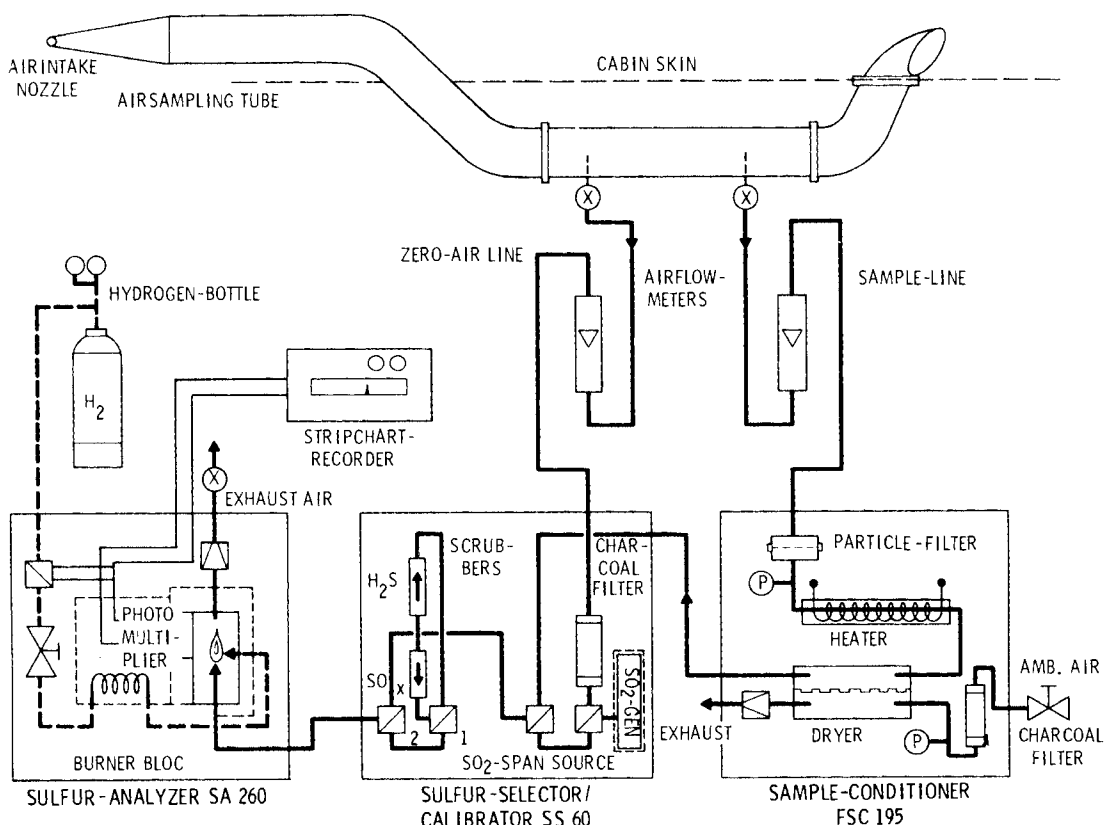 AIRINTAKE
NOZZLE
AIRSAMPLING TUBE
CABIN SKIN
X
X
ZERO-AIR LINE
AIRFLOW-
METERS
SAMPLE-LINE
HYDROGEN-BOTTLE
H2
STRIPCHART-
RECORDER
X
EXHAUST AIR
PHOTO
MULTI-
PLIER
BURNER BLOC
SULFUR-ANALYZER SA 260
SCRUB-
BERS
H2S
SOx
2
1
CHAR-
COAL
FILTER
SO2-GEN
SO2-SPAN SOURCE
SULFUR-SELECTOR/
CALIBRATOR SS 60
PARTICLE-FILTER
P
HEATER
DRYER
P
EXHAUST
AMB. AIR
CHARCOAL
FILTER
SAMPLE-CONDITIONER
FSC 195